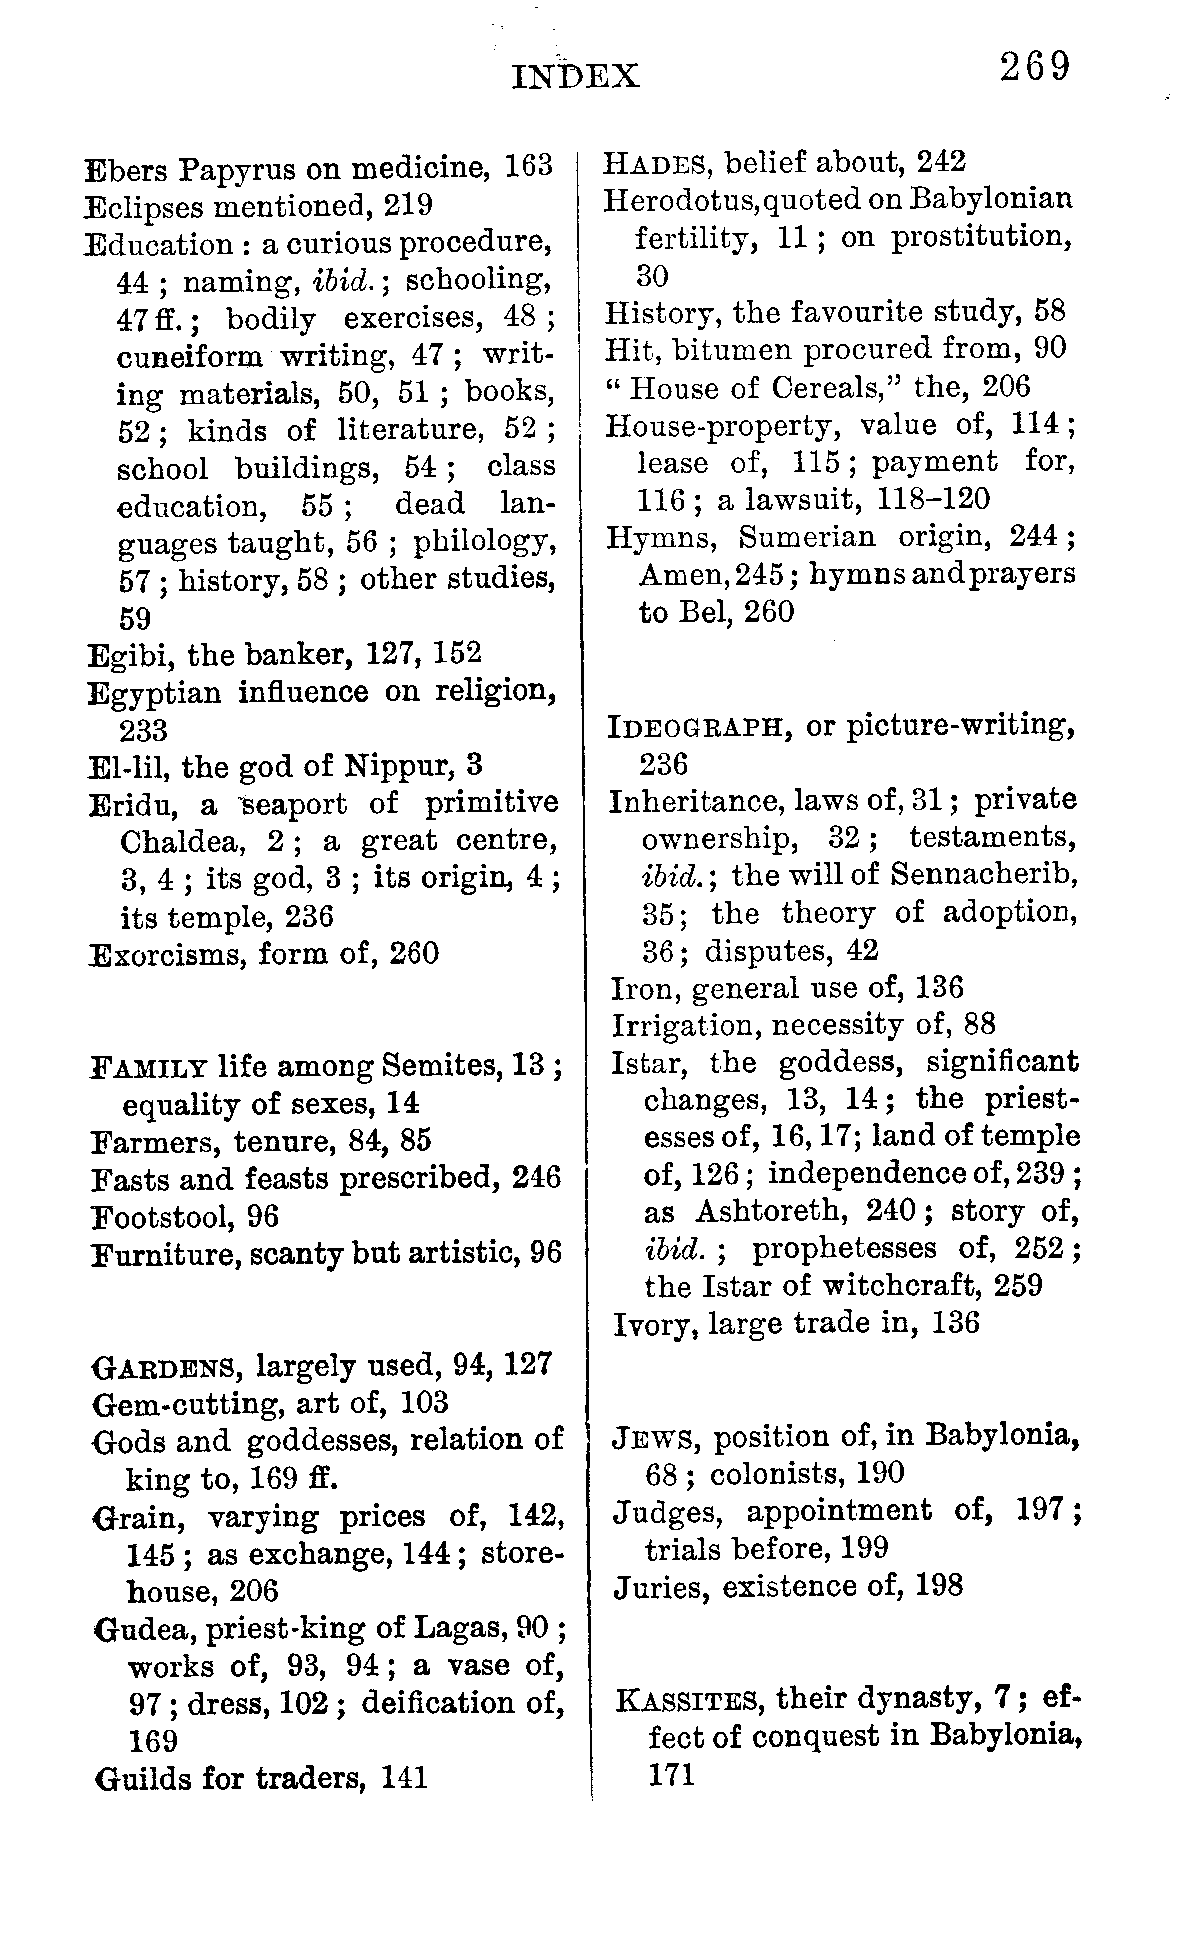 INDEX 269
Ebers Papyrus on medicine, 163
Eclipses mentioned, 219
Education : a curious procedure,
44 ; naming, ibid. ; schooling,
47 ff. ; bodily exercises, 48 ;
cuneiform writing, 47 ; writ-
ing materials, 50, 51 ; books,
52 ; kinds of literature, 52 ;
school buildings, 54 ; class
education, 55 ; dead lan-
guages taught, 56 ; philology,
57 ; history, 58 ; other studies,
59
Egibi, the banker, 127, 152
Egyptian influence on religion,
233
El-lil, the god of Nippur, 3
Eridu, a seaport of primitive
Chaldea, 2 ; a great centre,
3, 4 ; its god, 3 ; its origin, 4 ;
its temple, 236
Exorcisms, form of, 260
FAMILY life among Semites, 13 ;
equality of sexes, 14
Farmers, tenure, 84, 85
Fasts and feasts prescribed, 246
Footstool, 96
Furniture, scanty but artistic, 96
GARDENS, largely used, 94, 127
Gem-cutting, art of, 103
Gods and goddesses, relation of
king to, 169 ff.
Grain, varying prices of, 142,
145 ; as exchange, 144 ; store-
house, 206
Gudea, priest-king of Lagas, 90 ;
works of, 93, 94 ; a vase of,
97 ; dress, 102 ; deification of,
169
Guilds for traders, 141
HADES, belief about, 242
Herodotus, quoted on Babylonian
fertility, 11 ; on prostitution,
30
History, the favourite study, 58
Hit, bitumen procured from, 90
“ House of Cereals,” the, 206
House-property, value of, 114 ;
lease of, 115 ; payment for,
116 ; a lawsuit, 118–120
Hymns, Sumerian origin, 244 ;
Amen, 245 ; hymns and prayers
to Bel, 260
IDEOGRAPH, or picture-writing,
236
Inheritance, laws of, 31 ; private
ownership, 32 ; testaments,
ibid. ; the will of Sennacherib,
35 ; the theory of adoption,
36 ; disputes, 42
Iron, general use of, 136
Irrigation, necessity of, 88
Istar, the goddess, significant
changes, 13, 14 ; the priest-
esses of, 16, 17; land of temple
of, 126 ; independence of, 239 ;
as Ashtoreth, 240 ; story of,
ibid. ; prophetesses of, 252 ;
the Istar of witchcraft, 259
Ivory, large trade in, 136
JEWS, position of, in Babylonia,
68 ; colonists, 190
Judges, appointment of, 197 ;
trials before, 199
Juries, existence of, 198
KASSITES, their dynasty, 7 ; ef-
fect of conquest in Babylonia,
171